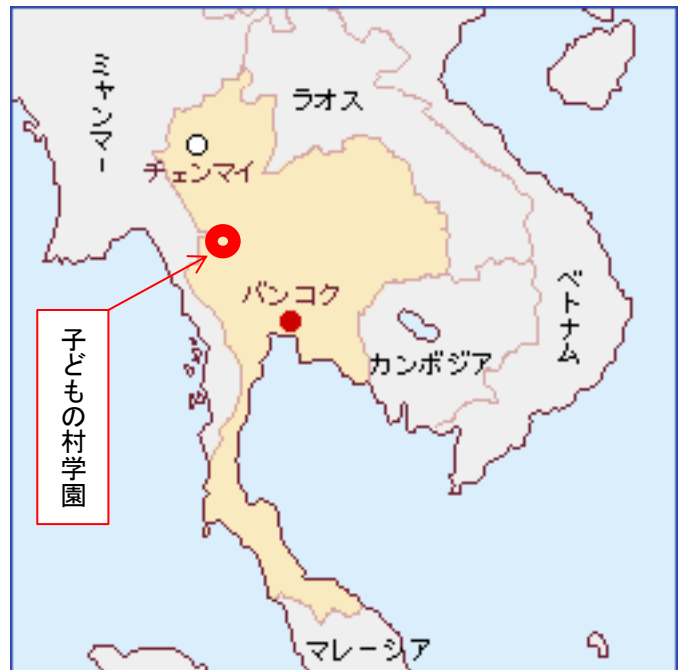 ミャンマー
ラオス
チェンマイ
バンコク
ベトナム
カンボジア
子どもの村学園
マレーシア